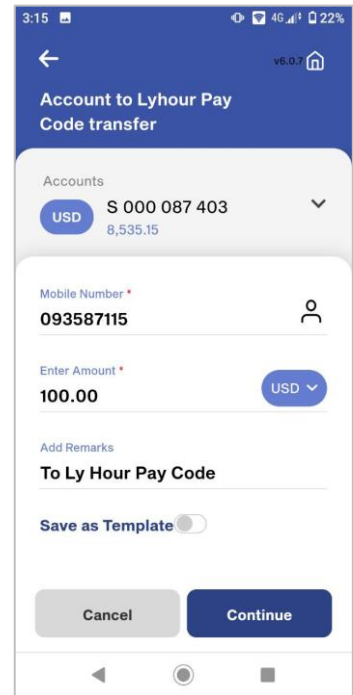 3:15 4G 22%
v6.0.7
Account to Lyhour Pay
Code transfer
Accounts
USD S 000 087 403
8,535.15
Mobile Number *
093587115
Enter Amount *
100.00 USD
Add Remarks
To Ly Hour Pay Code
Save as Template
Cancel Continue